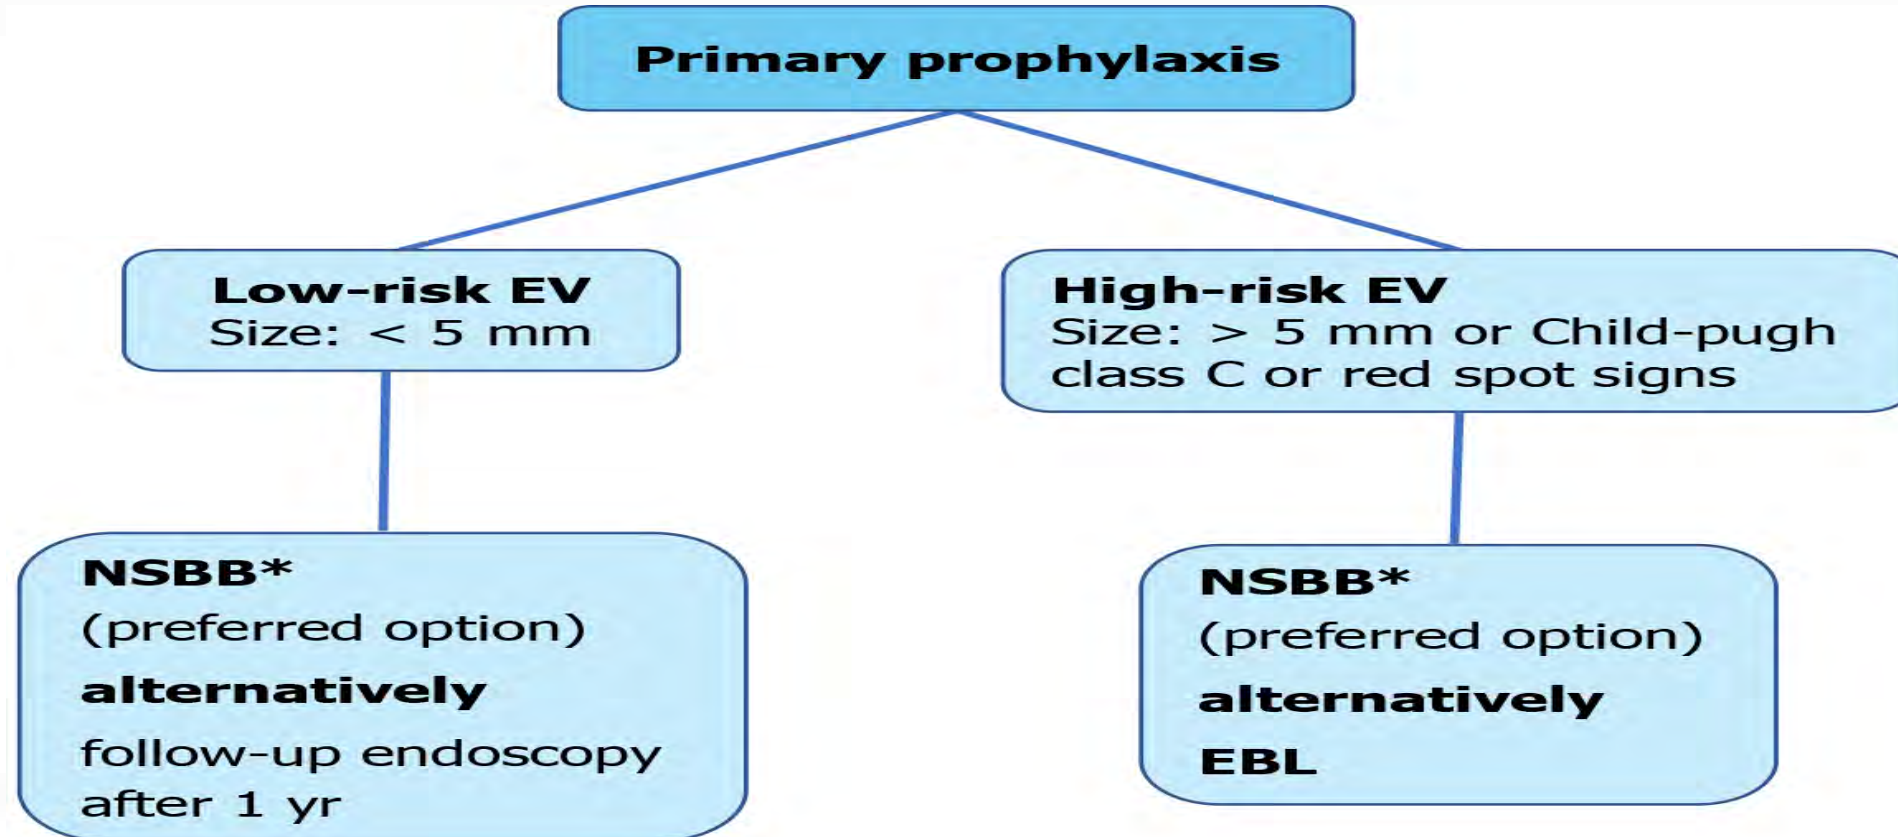 Primary prophylaxis
Low-risk EV
Size: < 5 mm
High-risk EV
Size: > 5 mm or Child-pugh
class C or red spot signs
NSBB*
(preferred option)
alternatively
follow-up endoscopy
after 1 yr
NSBB*
(preferred option)
alternatively
EBL